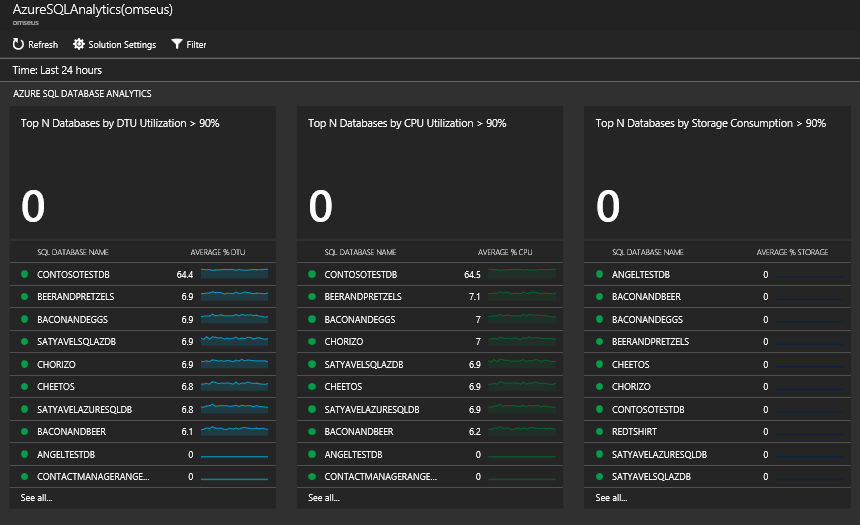 AzureSQLAnalytics(omseus)
omseus
Refresh Solution Settings Filter
Time: Last 24 hours
AZURE SQL DATABASE ANALYTICS
Top N Databases by DTU Utilization > 90%
0
SQL DATABASE NAME AVERAGE % DTU
CONTOSOTESTDB 64.4
BEERANDPRETZELS 6.9
BACONANDEGGS 6.9
SATYAVELSQLAZDB 6.9
CHORIZO 6.9
CHEETOS 6.8
SATYAVELAZURESQLDB 6.8
BACONANDBEER 6.1
ANGELTESTDB 0
CONTACTMANAGERRANGE... 0
See all...
Top N Databases by CPU Utilization > 90%
0
SQL DATABASE NAME AVERAGE % CPU
CONTOSOTESTDB 64.5
BEERANDPRETZELS 7.1
BACONANDEGGS 7
CHORIZO 7
SATYAVELSQLAZDB 6.9
CHEETOS 6.9
SATYAVELAZURESQLDB 6.9
BACONANDBEER 6.2
ANGELTESTDB 0
CONTACTMANAGERRANGE... 0
See all...
Top N Databases by Storage Consumption > 90%
0
SQL DATABASE NAME AVERAGE % STORAGE
ANGELTESTDB 0
BACONANDBEER 0
BACONANDEGGS 0
BEERANDPRETZELS 0
CHEETOS 0
CHORIZO 0
CONTOSOTESTDB 0
REDTSHIRT 0
SATYAVELAZURESQLDB 0
SATYAVELSQLAZDB 0
See all...